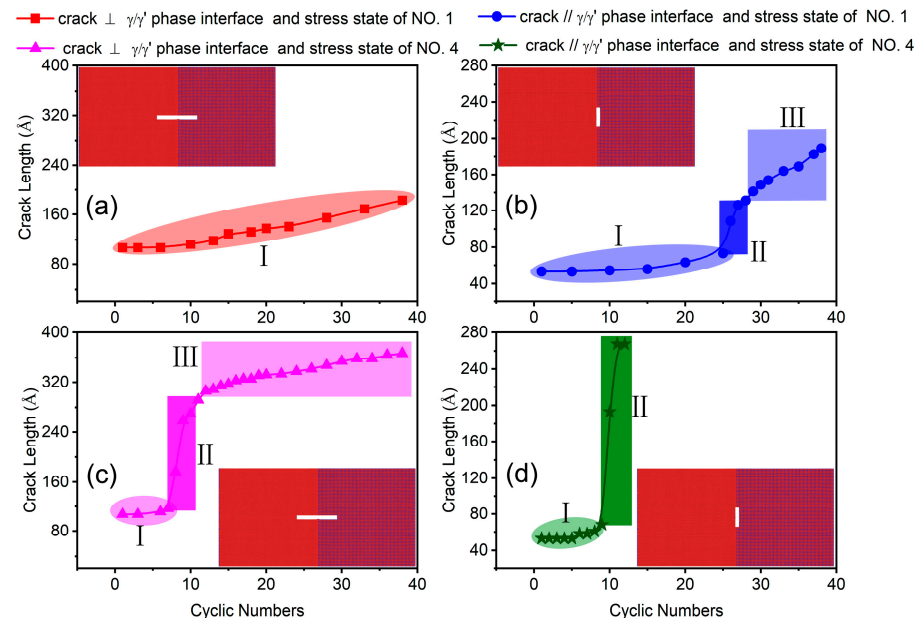 crack ⊥ γ/γ' phase interface and stress state of NO. 1
crack // γ/γ' phase interface and stress state of NO. 1
crack ⊥ γ/γ' phase interface and stress state of NO. 4
crack // γ/γ' phase interface and stress state of NO. 4
400
320
240
160
80
Crack Length (Å)
(a)
I
0 10 20 30 40
280
240
200
160
120
80
40
Crack Length (Å)
(b)
I
II
III
0 10 20 30 40
400
320
240
160
80
Crack Length (Å)
(c)
I
II
III
0 10 20 30 40
Cyclic Numbers
280
240
200
160
120
80
40
Crack Length (Å)
(d)
I
II
0 10 20 30 40
Cyclic Numbers